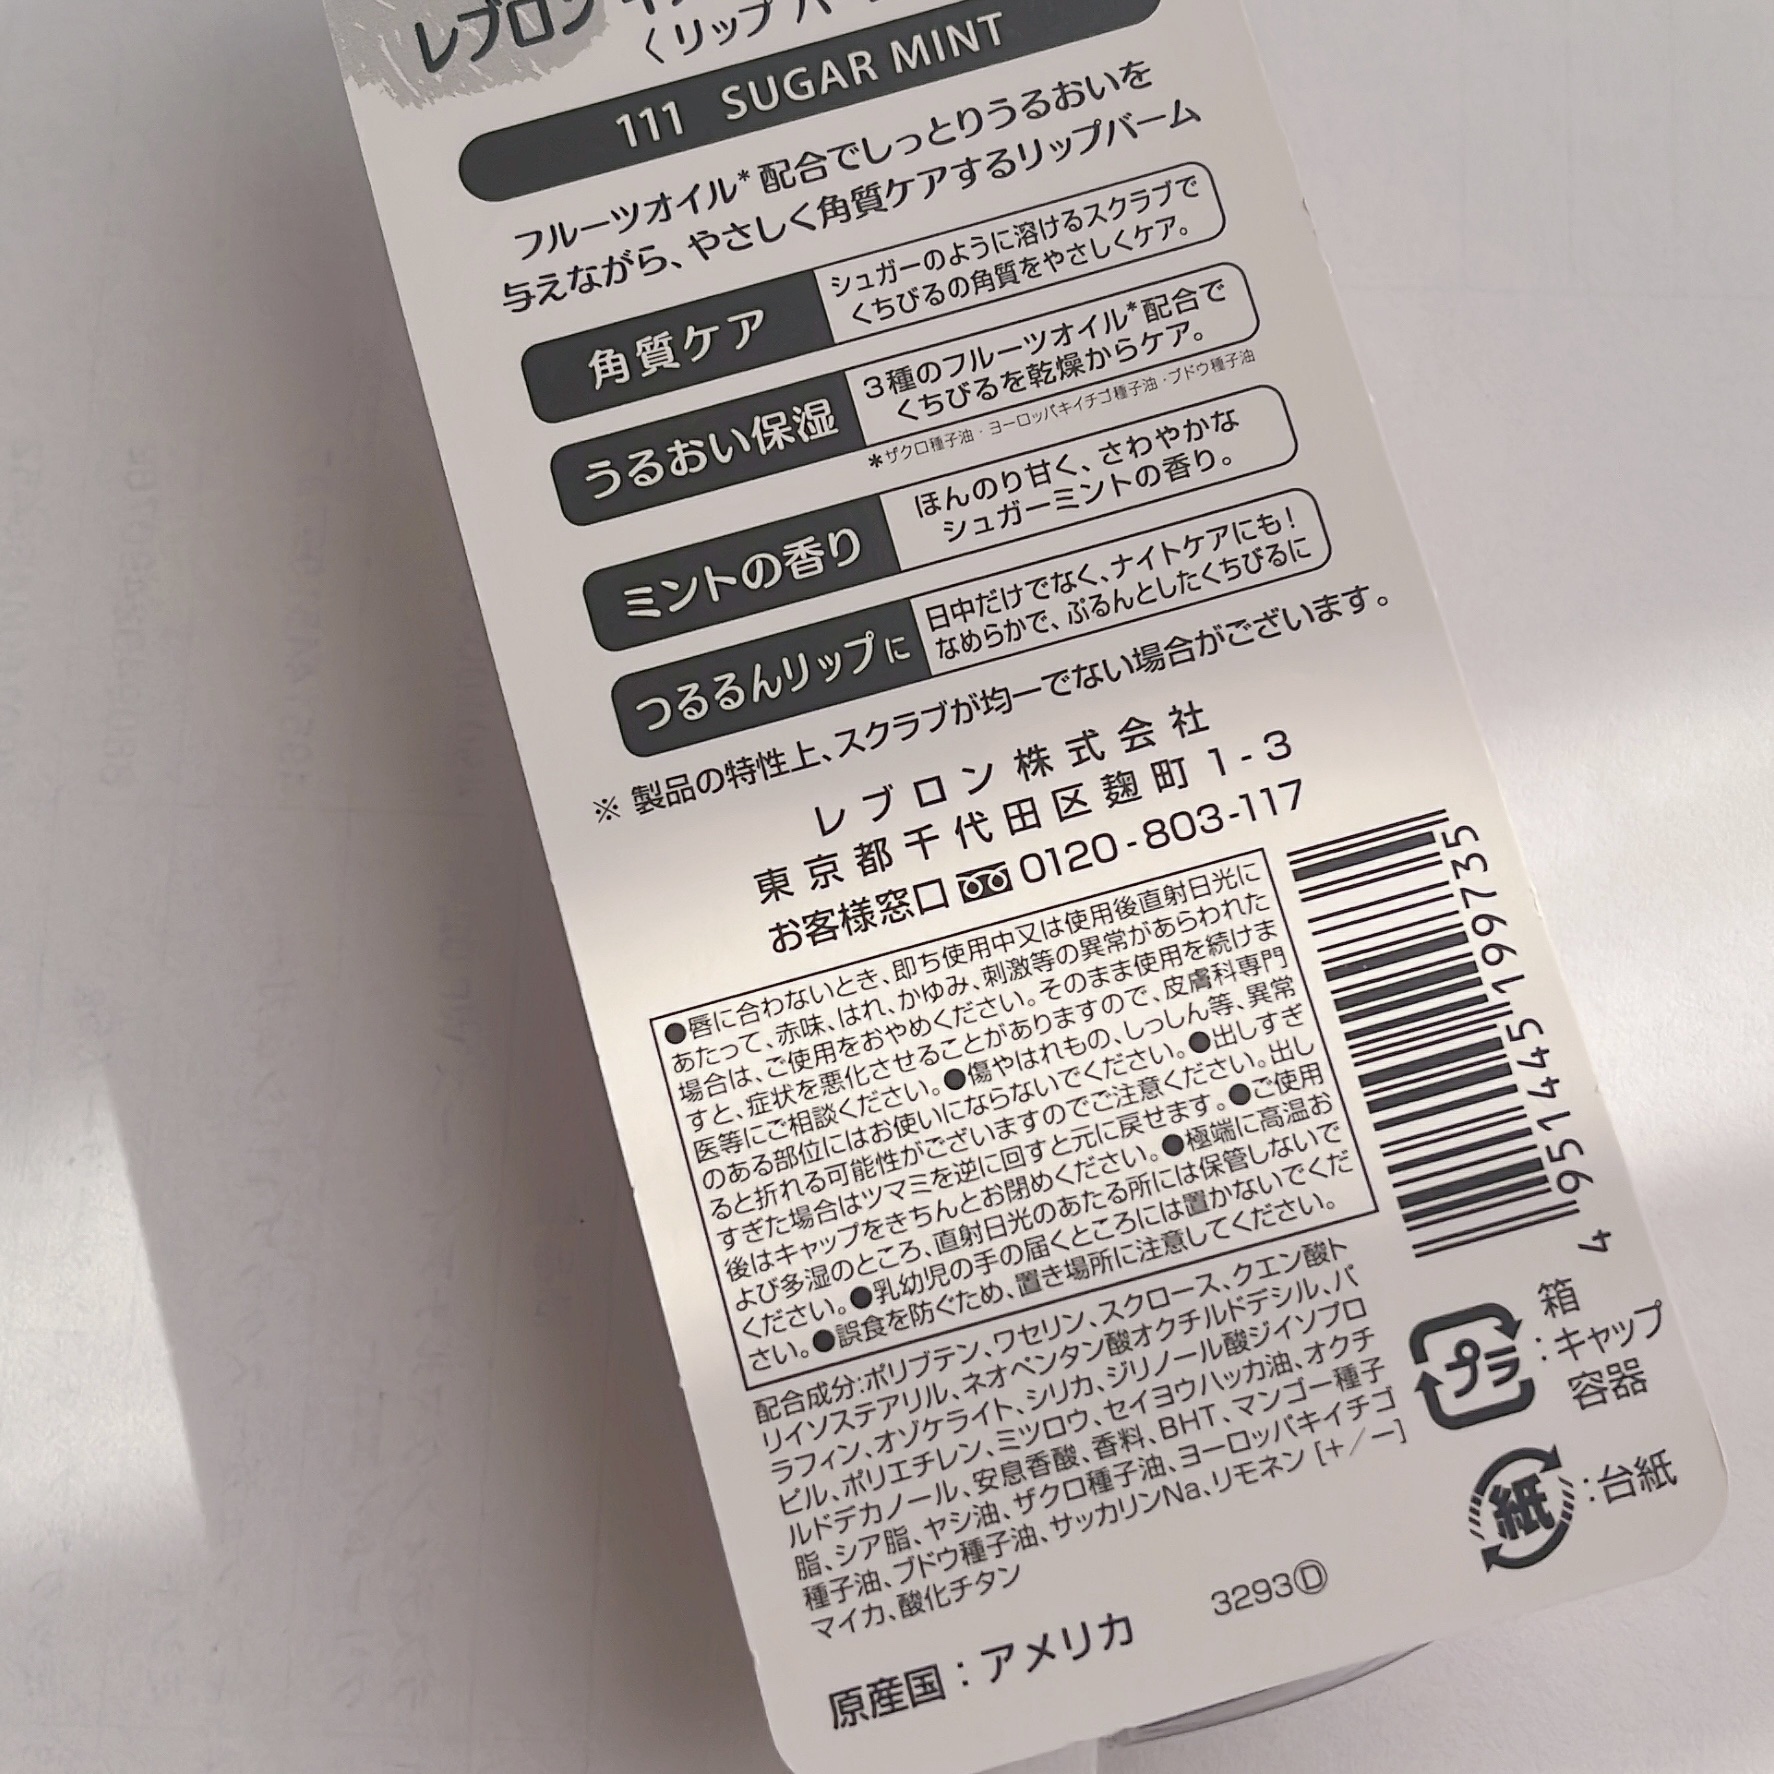 レブロン
〈リップ バー
111 SUGAR MINT
フルーツオイル*配合でしっとりうるおいを
与えながら、やさしく角質ケアするリップバーム
角質ケア
シュガーのように溶けるスクラブで
くちびるの角質をやさしくケア。
うるおい保湿
3種のフルーツオイル*配合で
くちびるを乾燥からケア。
*ザクロ種子油・ヨーロッパキイチゴ種子油・ブドウ種子油
ミントの香り
ほんのり甘く、さわやかな
シュガーミントの香り。
つるるんリップに
日中だけでなく、ナイトケアにも!
なめらかで、ぷるんとしたくちびるに
※ 製品の特性上、スクラブが均一でない場合がございます。
レブロン株式会社
東京都千代田区麹町1-3
お客様窓口 0120-803-117
●唇に合わないとき、即ち使用中又は使用後直射日光に
あたって、赤味、はれ、かゆみ、刺激等の異常があらわれた
場合は、ご使用をおやめください。そのまま使用を続けま
すと、症状を悪化させることがありますので、皮膚科専門
医等にご相談ください。●傷やはれもの、しっしん等、異常
のある部位にはお使いにならないでください。●出しすぎ
ると折れる可能性がございますのでご注意ください。出し
すぎた場合はツマミを逆に回すと元に戻せます。●ご使用
後はキャップをきちんとお閉めください。●極端に高温お
よび多湿のところ、直射日光のあたる所には保管しないで
ください。●乳幼児の手の届くところには置かないでくだ
さい。●誤食を防ぐため、置き場所に注意してください。
配合成分:ポリブテン、ワセリン、スクロース、クエン酸ト
リイソステアリル、ネオペンタン酸オクチルドデシル、パ
ラフィン、オゾケライト、シリカ、ジリノール酸ジイソプロ
ピル、ポリエチレン、ミツロウ、セイヨウハッカ油、オクチ
ルドデカノール、安息香酸、香料、BHT、マンゴー種子
脂、シア脂、ヤシ油、ザクロ種子油、ヨーロッパキイチゴ
種子油、ブドウ種子油、サッカリンNa、リモネン [+/ー]
マイカ、酸化チタン
原産国:アメリカ
3293Ⓓ
4 951445 199735
プラ
箱
:キャップ
容器
紙
:台紙